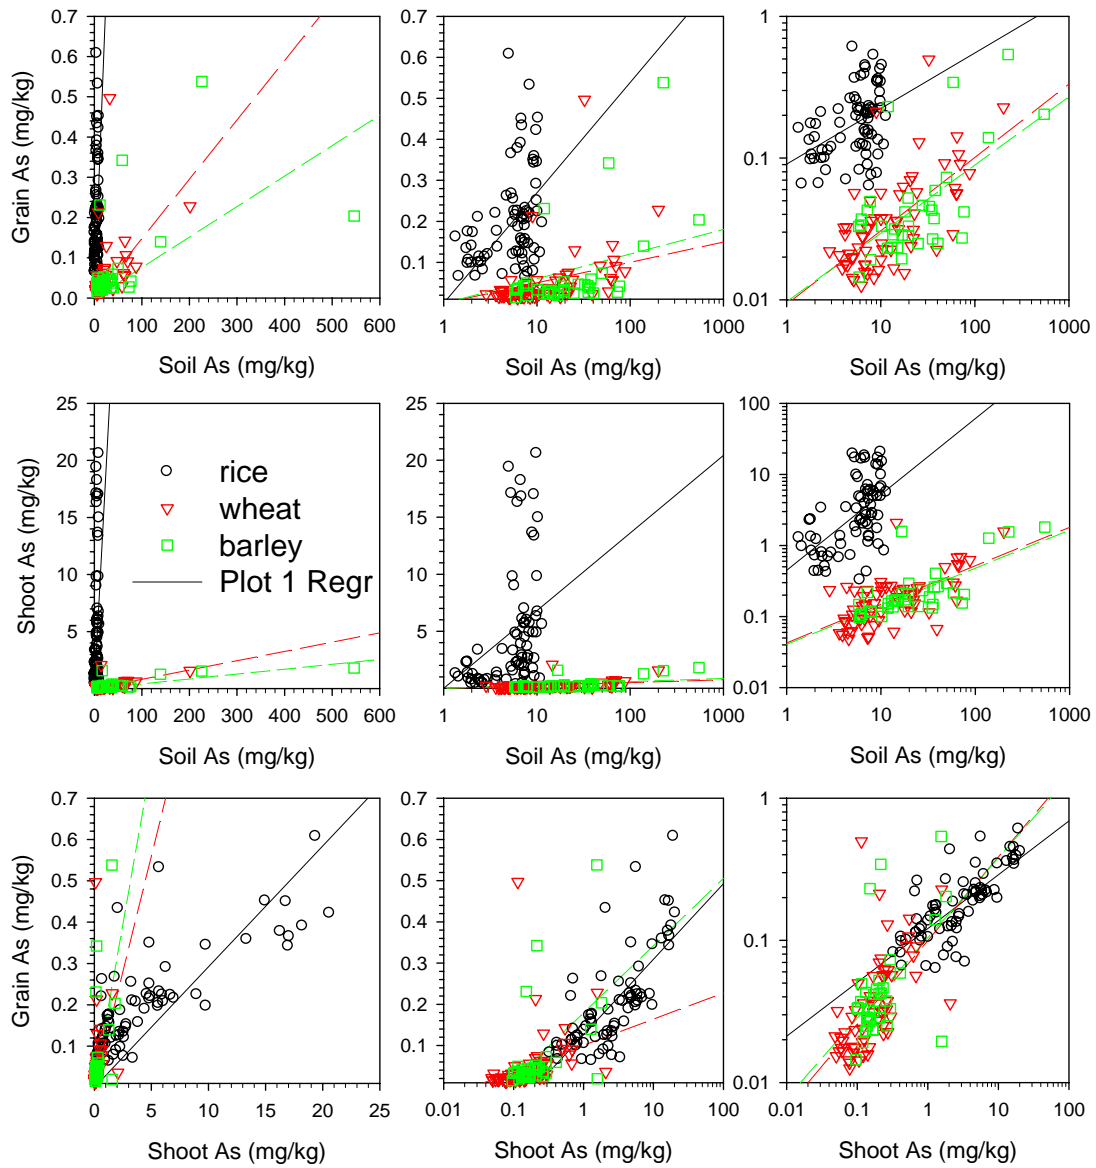 0.7
0.6
0.5
0.4
0.3
0.2
0.1
0.0
Grain As (mg/kg)
0 100 200 300 400 500 600
Soil As (mg/kg)
0.7
0.6
0.5
0.4
0.3
0.2
0.1
1 10 100 1000
Soil As (mg/kg)
1
0.1
0.01
1 10 100 1000
Soil As (mg/kg)
25
20
15
10
5
Shoot As (mg/kg)
rice
wheat
barley
Plot 1 Regr
0 100 200 300 400 500 600
Soil As (mg/kg)
25
20
15
10
5
1 10 100 1000
Soil As (mg/kg)
100
10
1
0.1
0.01
1 10 100 1000
Soil As (mg/kg)
0.7
0.6
0.5
0.4
0.3
0.2
0.1
Grain As (mg/kg)
0 5 10 15 20 25
Shoot As (mg/kg)
0.7
0.6
0.5
0.4
0.3
0.2
0.1
0.01 0.1 1 10 100
Shoot As (mg/kg)
1
0.1
0.01
0.01 0.1 1 10 100
Shoot As (mg/kg)